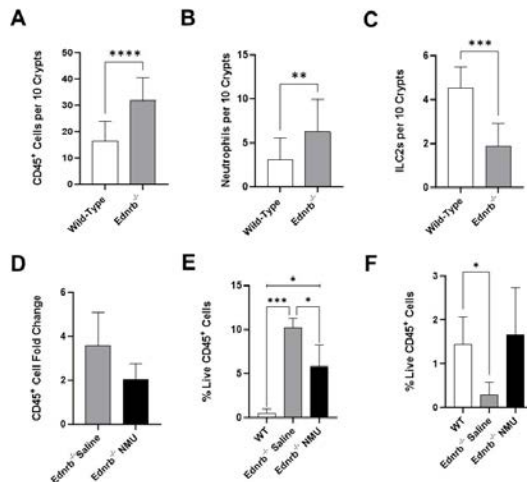 A
B
C
CD45+ Cells per 10 Crypts
50
40
30
20
10
0
****
Wild-Type
Ednrb-/-
Neutrophils per 10 Crypts
15
10
5
0
**
Wild-Type
Ednrb-/-
ILC2s per 10 Crypts
6
4
2
0
***
Wild-Type
Ednrb-/-
D
E
F
CD45+ Cell Fold Change
6
4
2
0
Ednrb-/- Saline
Ednrb-/- NMU
% Live CD45+ Cells
15
10
5
0
*
***
*
WT
Ednrb-/- Saline
Ednrb-/- NMU
% Live CD45+ Cells
3
2
1
0
*
WT
Ednrb-/- Saline
Ednrb-/- NMU